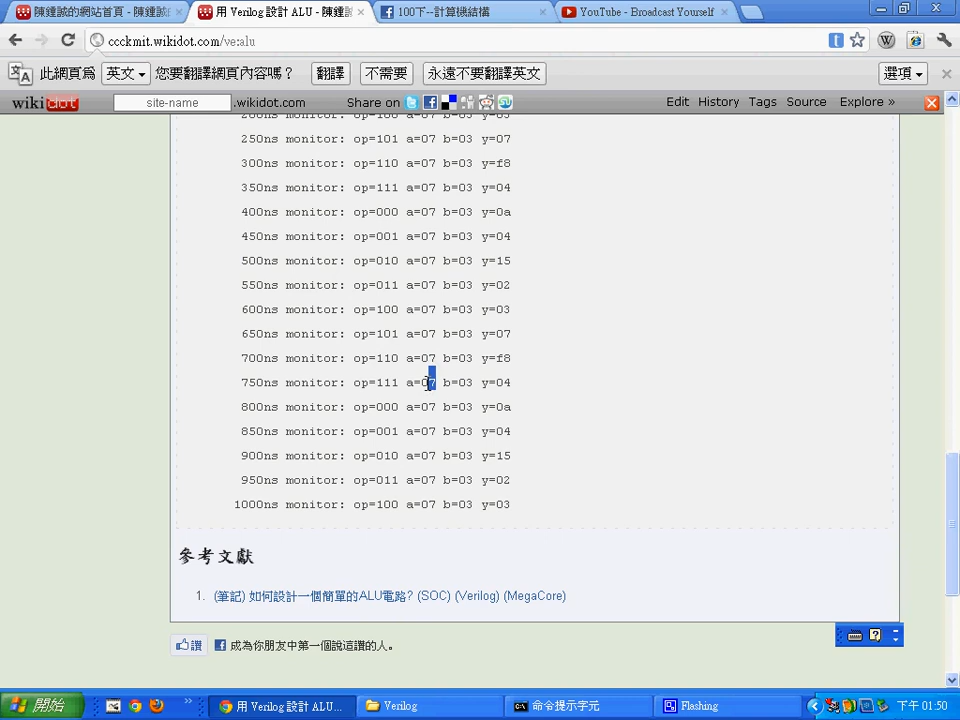 陳鍾誠的網站首頁 - 陳鍾誠
用 Verilog 設計 ALU - 陳鍾
100下--計算機結構
YouTube - Broadcast Yourself
ccckmit.wikidot.com/ve:alu
此網頁為 英文 您要翻譯網頁內容嗎？ 翻譯 不需要 永遠不要翻譯英文 選項
wikidot site-name .wikidot.com Share on Edit History Tags Source Explore »
250ns monitor: op=101 a=07 b=03 y=07
300ns monitor: op=110 a=07 b=03 y=f8
350ns monitor: op=111 a=07 b=03 y=04
400ns monitor: op=000 a=07 b=03 y=0a
450ns monitor: op=001 a=07 b=03 y=04
500ns monitor: op=010 a=07 b=03 y=15
550ns monitor: op=011 a=07 b=03 y=02
600ns monitor: op=100 a=07 b=03 y=03
650ns monitor: op=101 a=07 b=03 y=07
700ns monitor: op=110 a=07 b=03 y=f8
750ns monitor: op=111 a=07 b=03 y=04
800ns monitor: op=000 a=07 b=03 y=0a
850ns monitor: op=001 a=07 b=03 y=04
900ns monitor: op=010 a=07 b=03 y=15
950ns monitor: op=011 a=07 b=03 y=02
1000ns monitor: op=100 a=07 b=03 y=03
參考文獻
1. (筆記) 如何設計一個簡單的ALU電路? (SOC) (Verilog) (MegaCore)
讚 成為你朋友中第一個說這讚的人。
開始 用 Verilog 設計 ALU... Verilog 命令提示字元 Flashing 下午 01:50